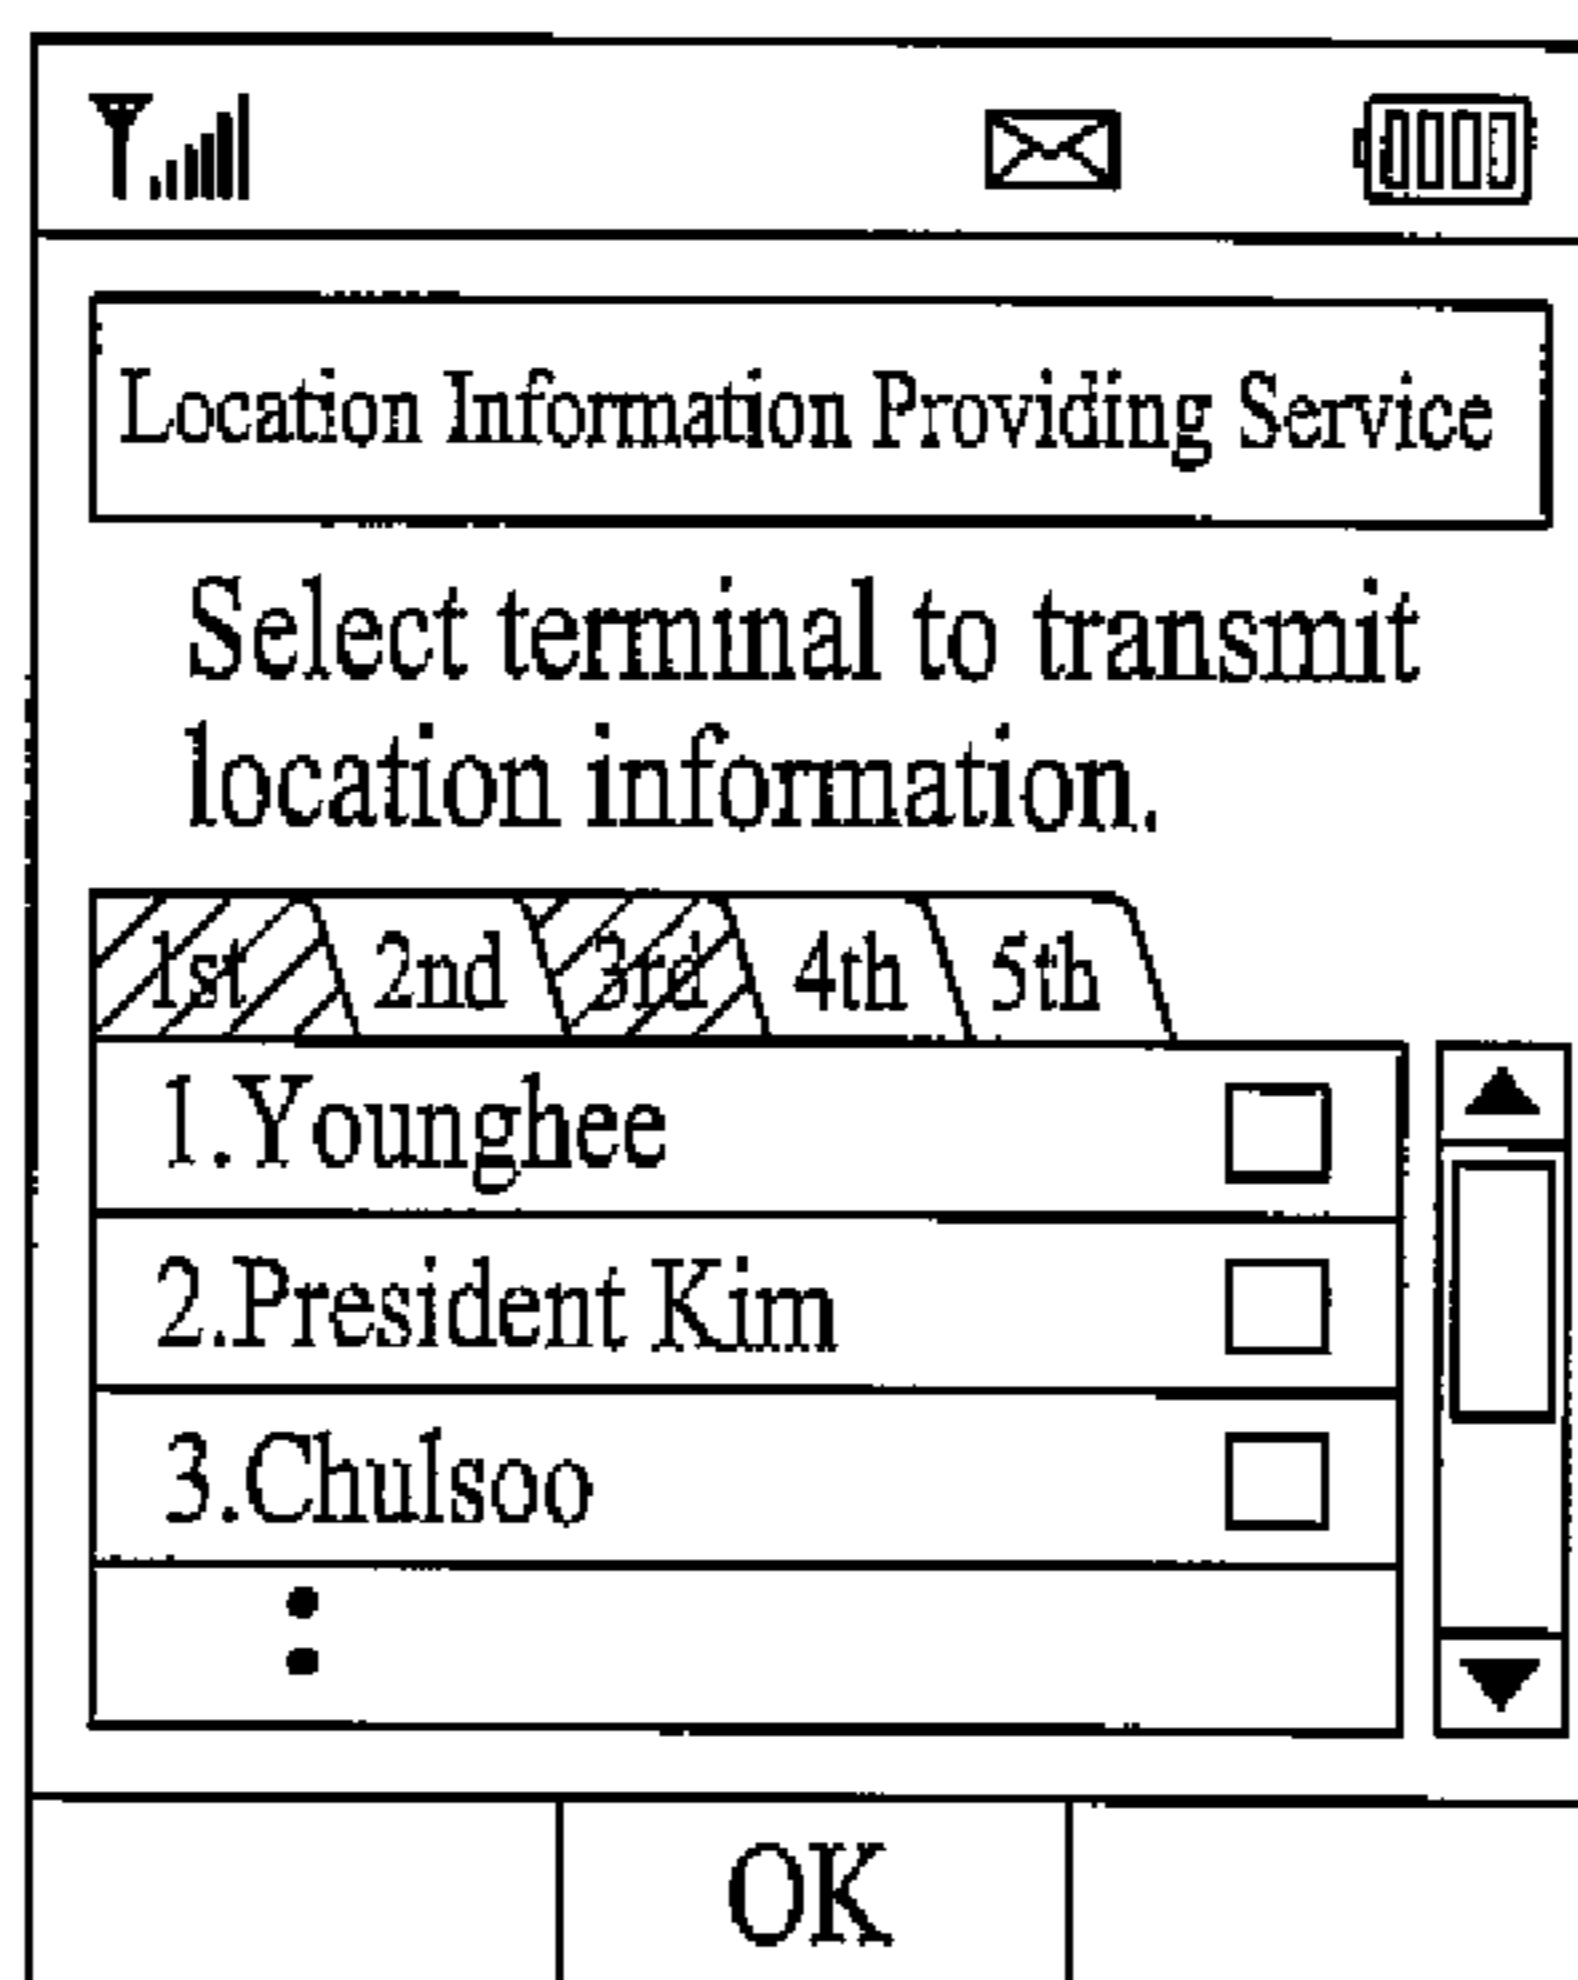 Location Information Providing Service
Select terminal to transmit
location information.
1st 2nd 3rd 4th 5th
1.Younghee
2.President Kim
3.Chulsoo
OK